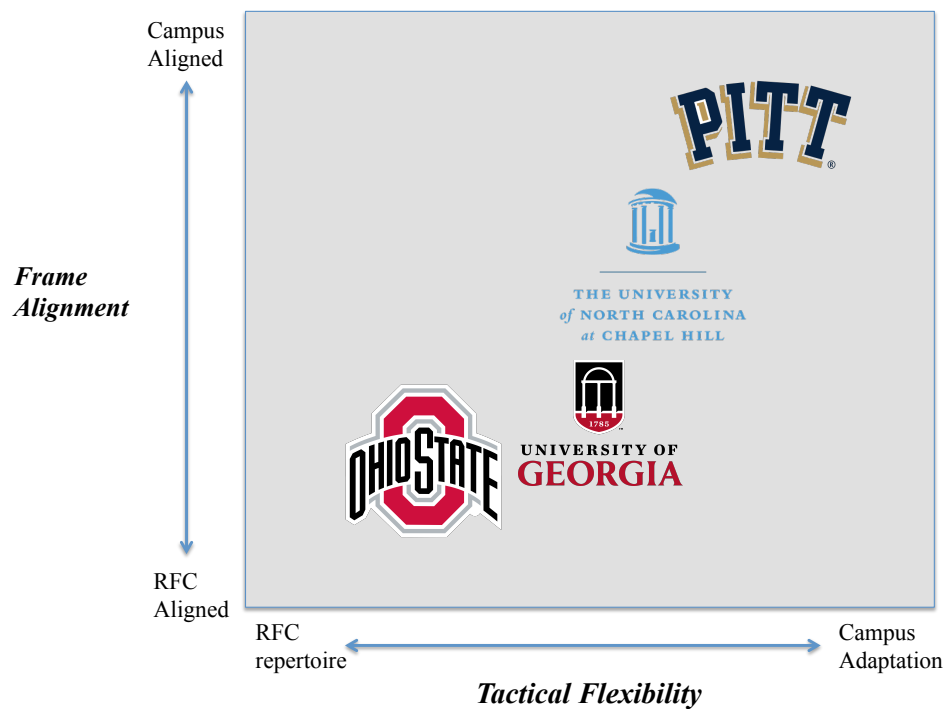 Campus
Aligned
PITT
®
Frame
Alignment
THE UNIVERSITY
of NORTH CAROLINA
at CHAPEL HILL
1785
™
UNIVERSITY OF
GEORGIA
OHIO STATE
RFC
Aligned
RFC
repertoire
Campus
Adaptation
Tactical Flexibility